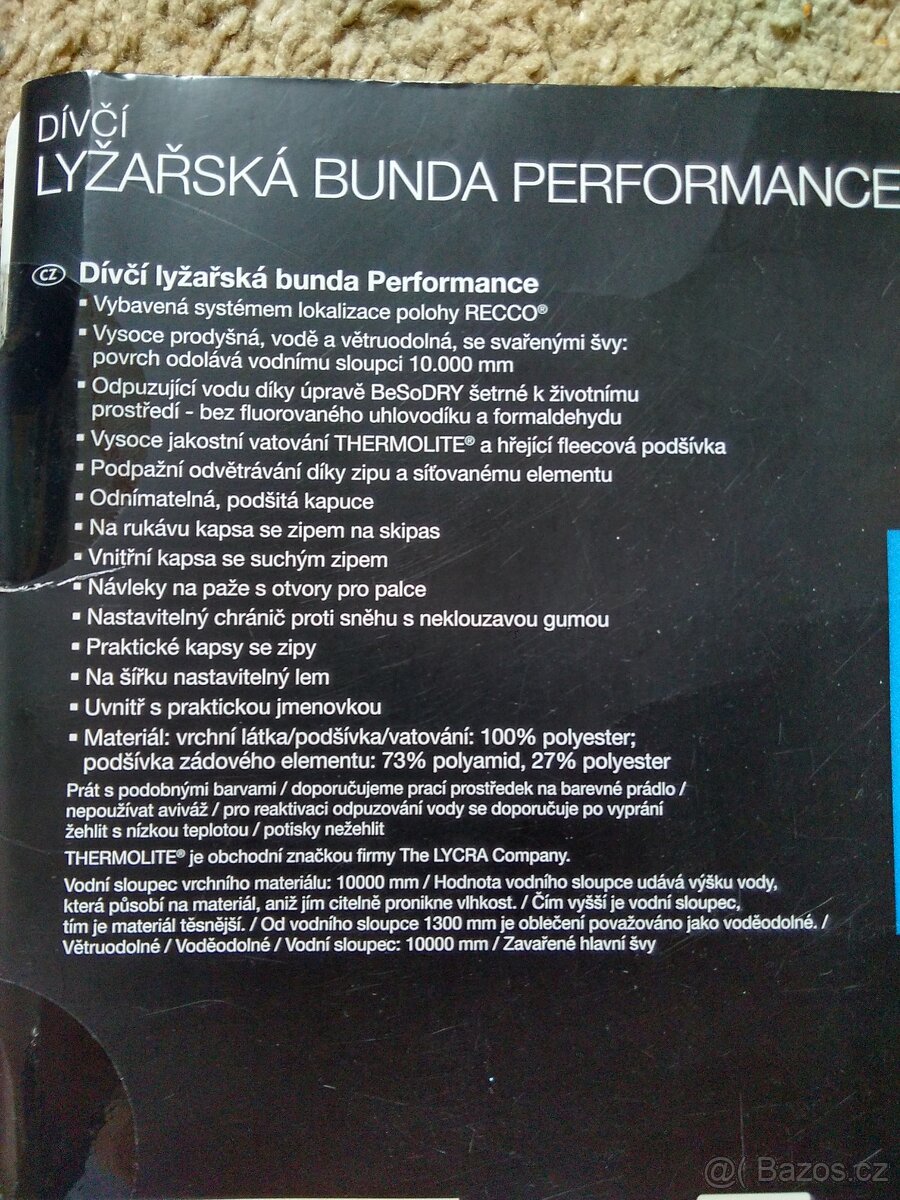 DÍVČÍ
LYŽAŘSKÁ BUNDA PERFORMANCE
CZ Dívčí lyžařská bunda Performance
▪ Vybavená systémem lokalizace polohy RECCO®
▪ Vysoce prodyšná, vodě a větruodolná, se svařenými švy:
povrch odolává vodnímu sloupci 10.000 mm
▪ Odpuzující vodu díky úpravě BeSoDRY šetrné k životnímu
prostředí - bez fluorovaného uhlovodíku a formaldehydu
▪ Vysoce jakostní vatování THERMOLITE® a hřející fleecová podšívka
▪ Podpažní odvětrávání díky zipu a síťovanému elementu
▪ Odnímatelná, podšitá kapuce
▪ Na rukávu kapsa se zipem na skipas
▪ Vnitřní kapsa se suchým zipem
▪ Návleky na paže s otvory pro palce
▪ Nastavitelný chránič proti sněhu s neklouzavou gumou
▪ Praktické kapsy se zipy
▪ Na šířku nastavitelný lem
▪ Uvnitř s praktickou jmenovkou
▪ Materiál: vrchní látka/podšívka/vatování: 100% polyester;
podšívka zádového elementu: 73% polyamid, 27% polyester
Prát s podobnými barvami / doporučujeme prací prostředek na barevné prádlo /
nepoužívat aviváž / pro reaktivaci odpuzování vody se doporučuje po vyprání
žehlit s nízkou teplotou / potisky nežehlit
THERMOLITE® je obchodní značkou firmy The LYCRA Company.
Vodní sloupec vrchního materiálu: 10000 mm / Hodnota vodního sloupce udává výšku vody,
která působí na materiál, aniž jím citelně pronikne vlhkost. / Čím vyšší je vodní sloupec,
tím je materiál těsnější. / Od vodního sloupce 1300 mm je oblečení považováno jako voděodolné. /
Větruodolné / Voděodolné / Vodní sloupec: 10000 mm / Zavařené hlavní švy
@( Bazos.cz